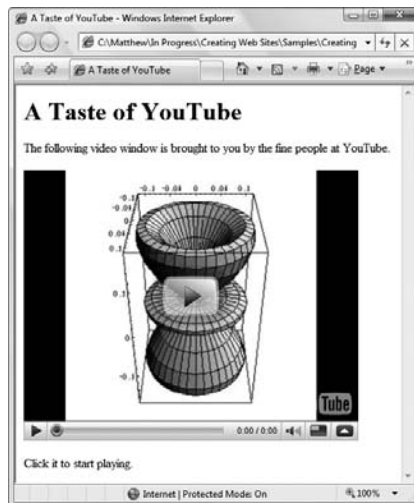 A Taste of YouTube - Windows Internet Explorer
C:\Matthew\In Progress\Creating Web Sites\Samples\Creating
A Taste of YouTube
Page
A Taste of YouTube
The following video window is brought to you by the fine people at YouTube.
-0.1 -0.04 0 0.04 0.1
-0.1
-0.04
0
0.04
0.1
0.1
0
-0.1
Tube
0:00 / 0:00
Click it to start playing.
Internet | Protected Mode: On
100%